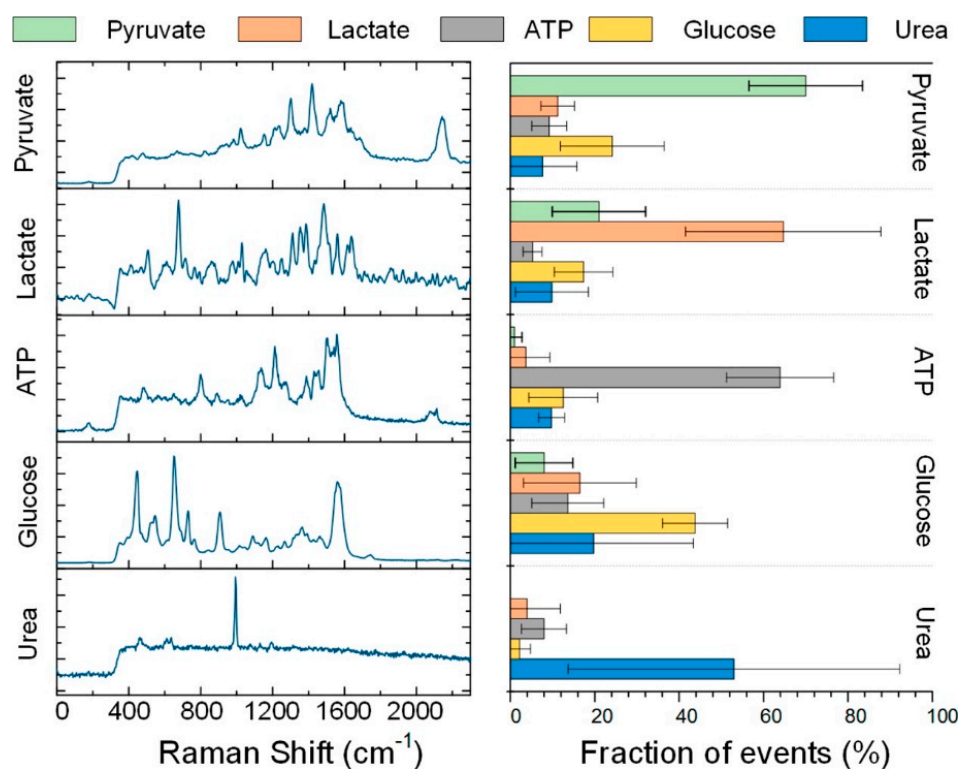 Pyruvate Lactate ATP Glucose Urea
Pyruvate
Lactate
ATP
Glucose
Urea
0 400 800 1200 1600 2000
Raman Shift (cm⁻¹)
Pyruvate
Lactate
ATP
Glucose
Urea
0 20 40 60 80 100
Fraction of events (%)